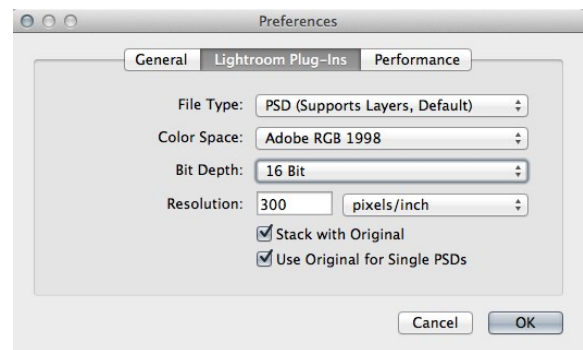 Preferences
General Lightroom Plug-Ins Performance
File Type: PSD (Supports Layers, Default)
Color Space: Adobe RGB 1998
Bit Depth: 16 Bit
Resolution: 300 pixels/inch
Stack with Original
Use Original for Single PSDs
Cancel OK